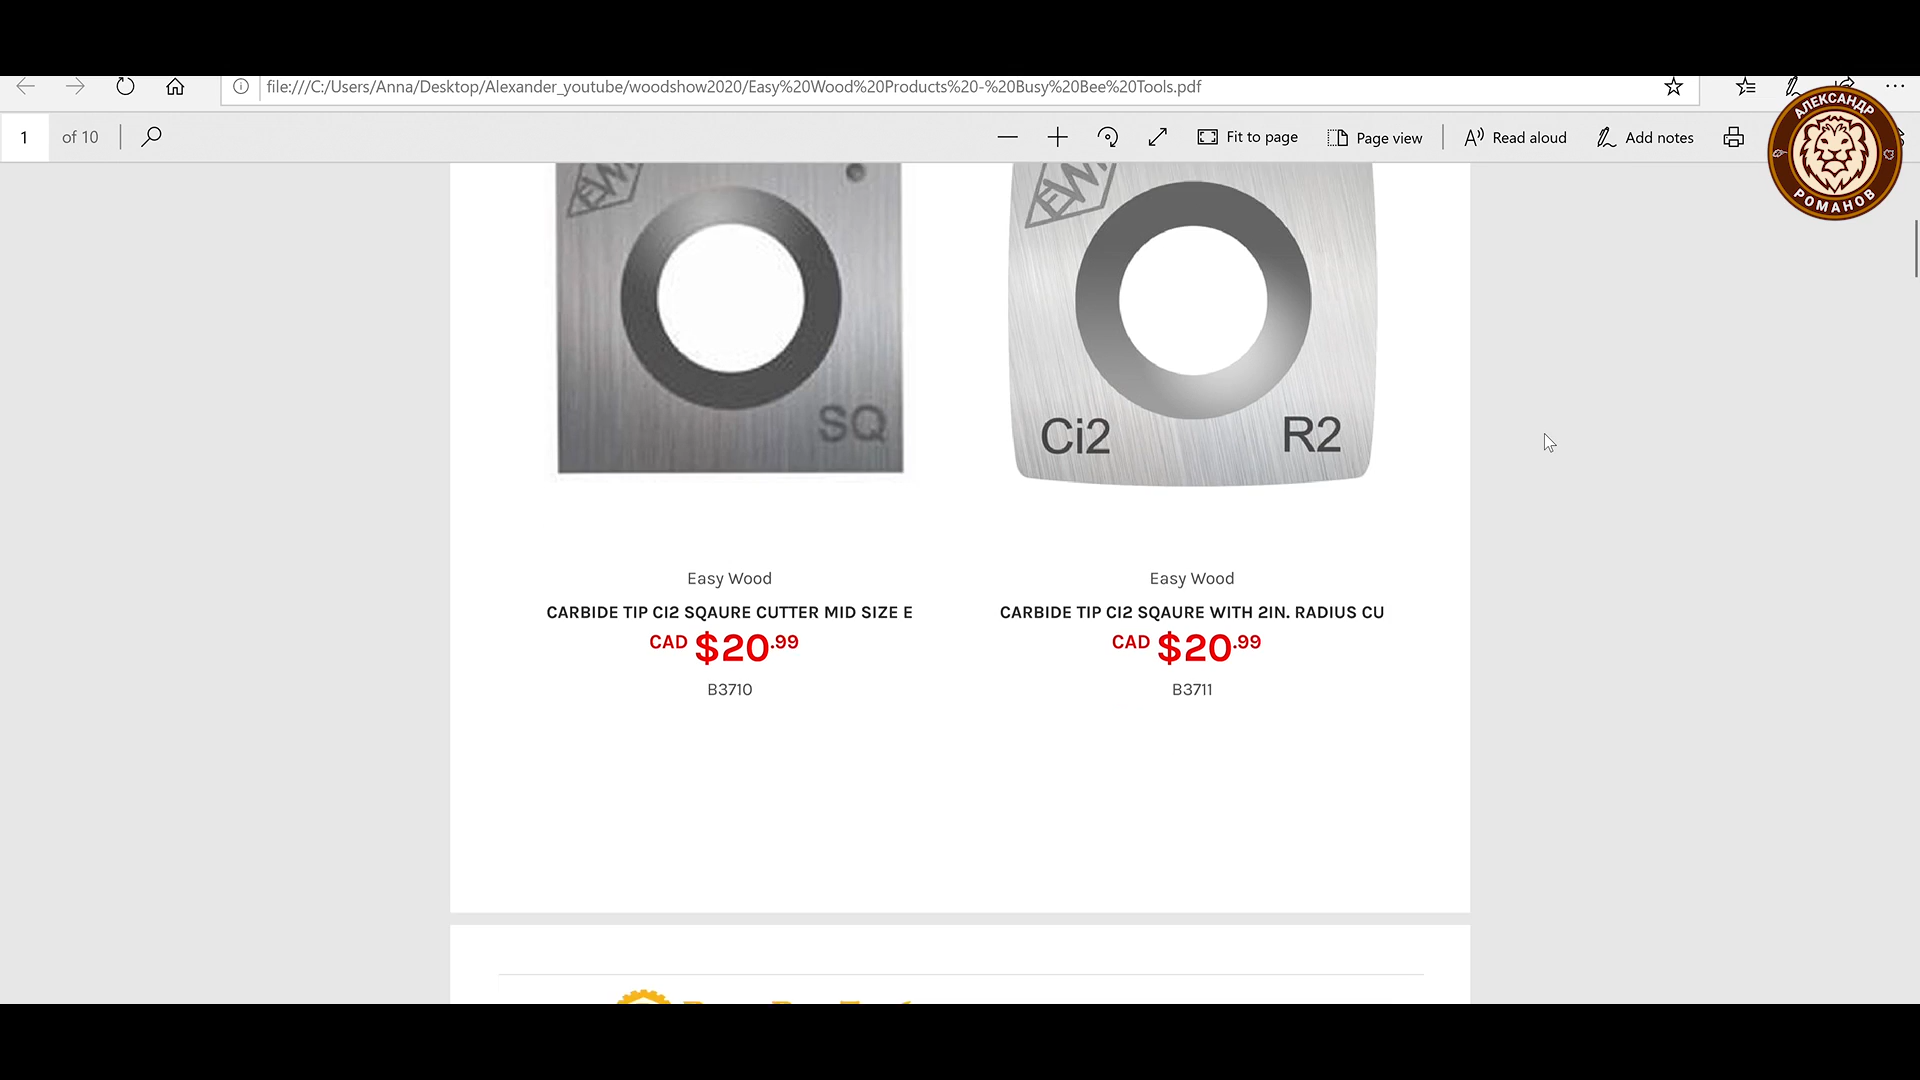 file:///C:/Users/Anna/Desktop/Alexander_youtube/woodshow2020/Easy%20Wood%20Products%20-%20Busy%20Bee%20Tools.pdf
1 of 10
Fit to page
Page view
Read aloud
Add notes
АЛЕКСАНДР
РОМАНОВ
EWT
SQ
EWT
Ci2
R2
Easy Wood
CARBIDE TIP CI2 SQAURE CUTTER MID SIZE E
CAD $20.99
B3710
Easy Wood
CARBIDE TIP CI2 SQAURE WITH 2IN. RADIUS CU
CAD $20.99
B3711